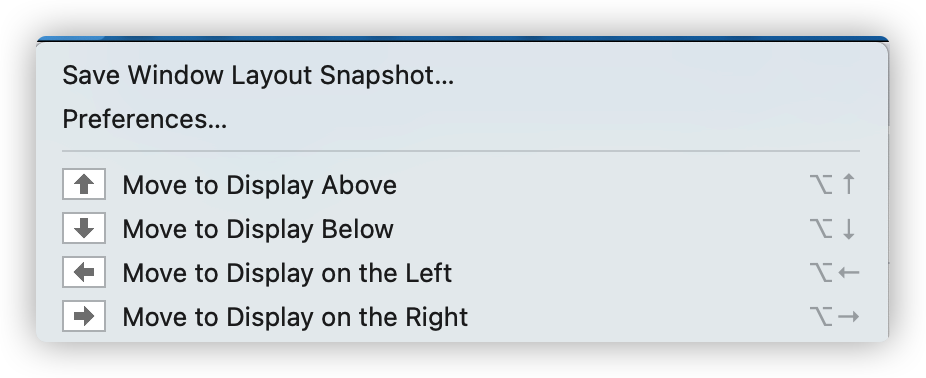 Save Window Layout Snapshot...
Preferences...
Move to Display Above ⌥↑
Move to Display Below ⌥↓
Move to Display on the Left ⌥←
Move to Display on the Right ⌥→